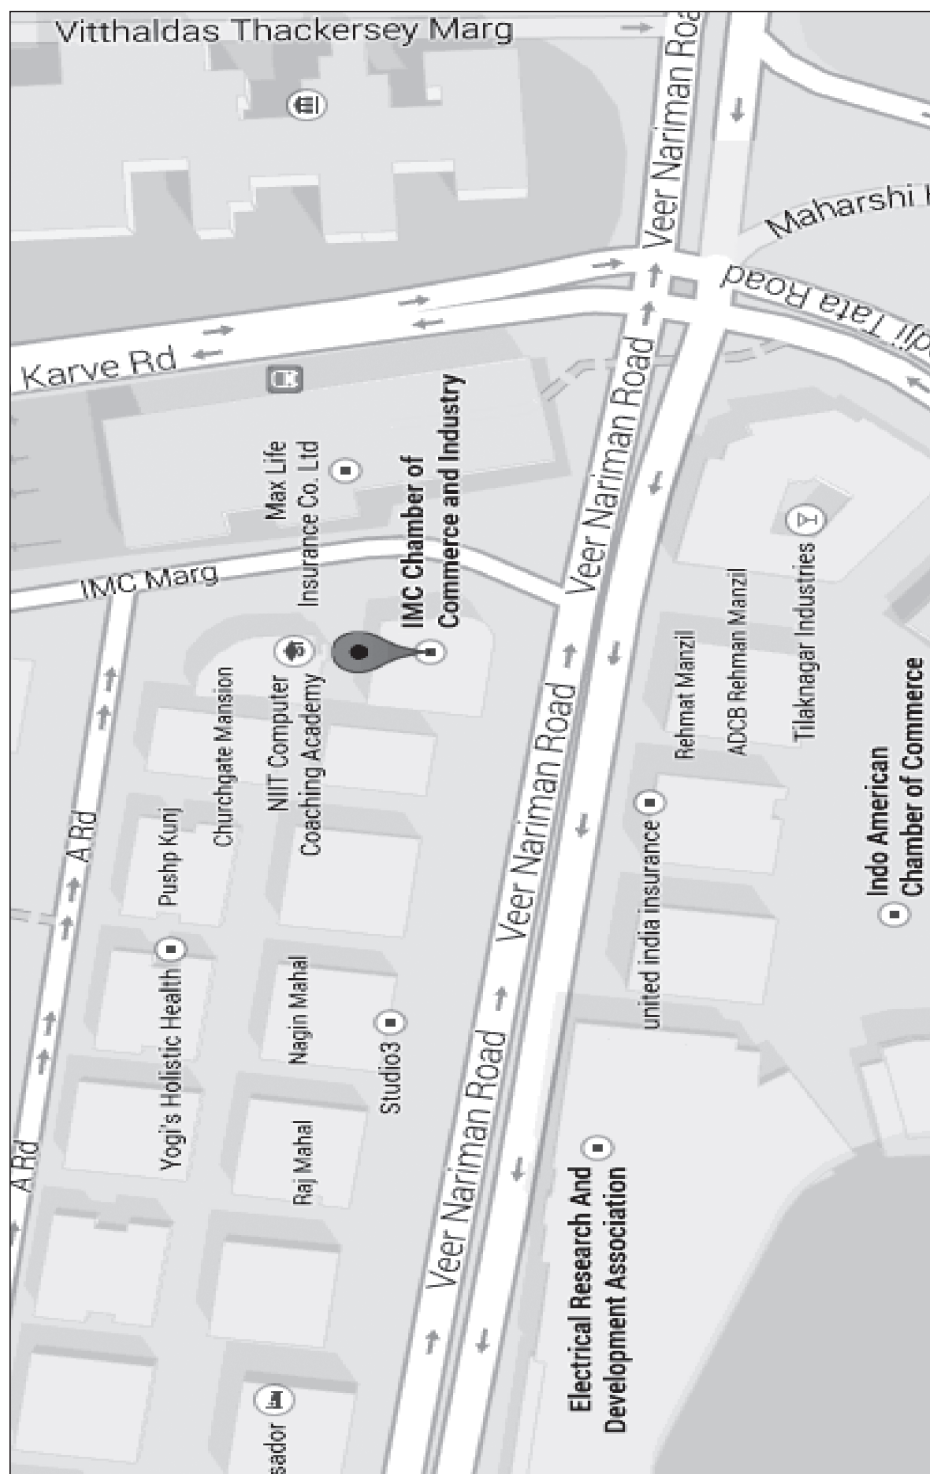 Vitthaldas Thackersey Marg
Veer Nariman Roa
Veer Nariman Road
Maharshi
dji Tata Road
Karve Rd
Max Life
Insurance Co. Ltd
IMC Chamber of
Commerce and Industry
Veer Nariman Road
IMC Marg
Churchgate Mansion
NIIT Computer
Coaching Academy
Rehmat Manzil
ADCB Rehman Manzil
Tilaknagar Industries
Veer Nariman Road
A Rd
Pushp Kunj
united india insurance
Indo American
Chamber of Commerce
Yogi's Holistic Health
Nagin Mahal
Studio3
Raj Mahal
Veer Nariman Road
A Rd
Electrical Research And
Development Association
sador